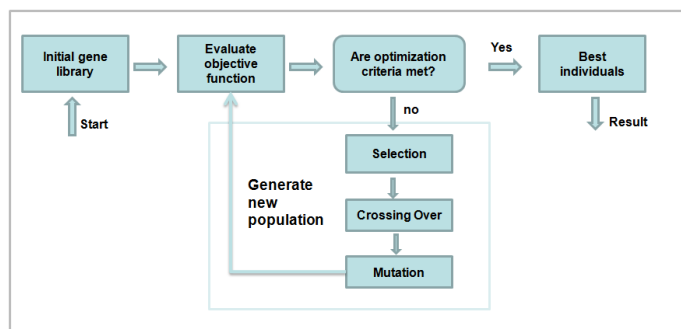 Initial gene
library
Evaluate
objective
function
Are optimization
criteria met?
Yes
Best
individuals
Start
no
Result
Selection
Generate
new
population
Crossing Over
Mutation